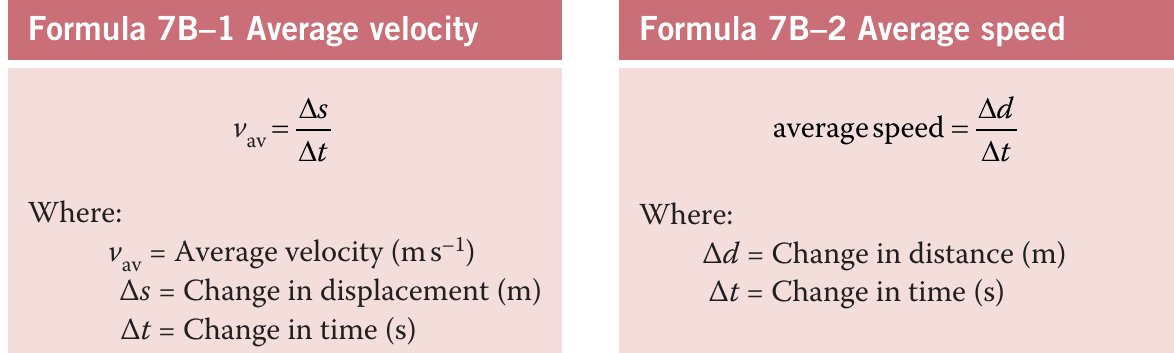 Formula 7B–1 Average velocity
v_av = Δs/Δt
Where:
v_av = Average velocity (m s⁻¹)
Δs = Change in displacement (m)
Δt = Change in time (s)
Formula 7B–2 Average speed
average speed = Δd/Δt
Where:
Δd = Change in distance (m)
Δt = Change in time (s)